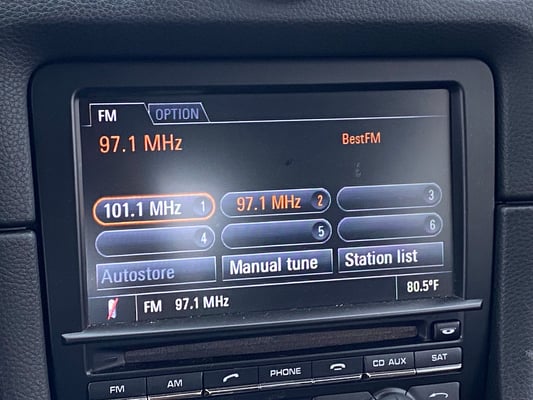 FM OPTION
97.1 MHz BestFM
101.1 MHz 1 97.1 MHz 2 3
4 5 6
Autostore Manual tune Station list
FM 97.1 MHz 80.5°F
FM AM PHONE CD AUX SAT